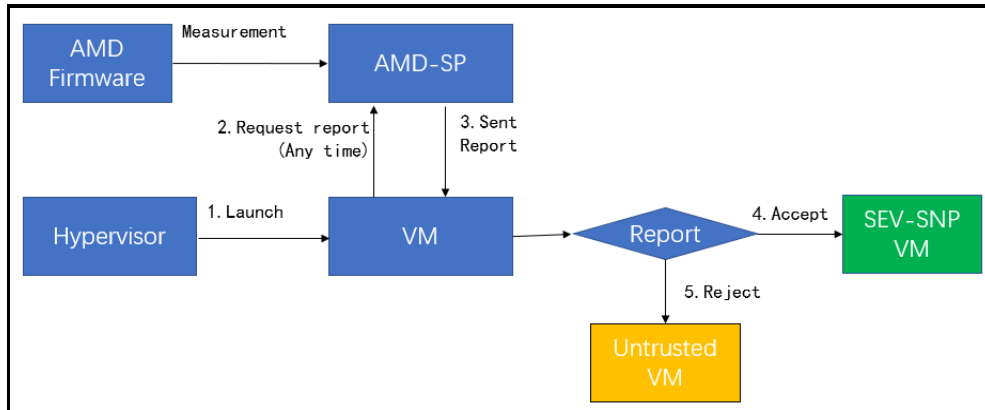 AMD
Firmware
Measurement
AMD-SP
2.Request report
(Any time)
3.Sent
Report
Hypervisor
1.Launch
VM
Report
4.Accept
SEV-SNP
VM
5.Reject
Untrusted
VM